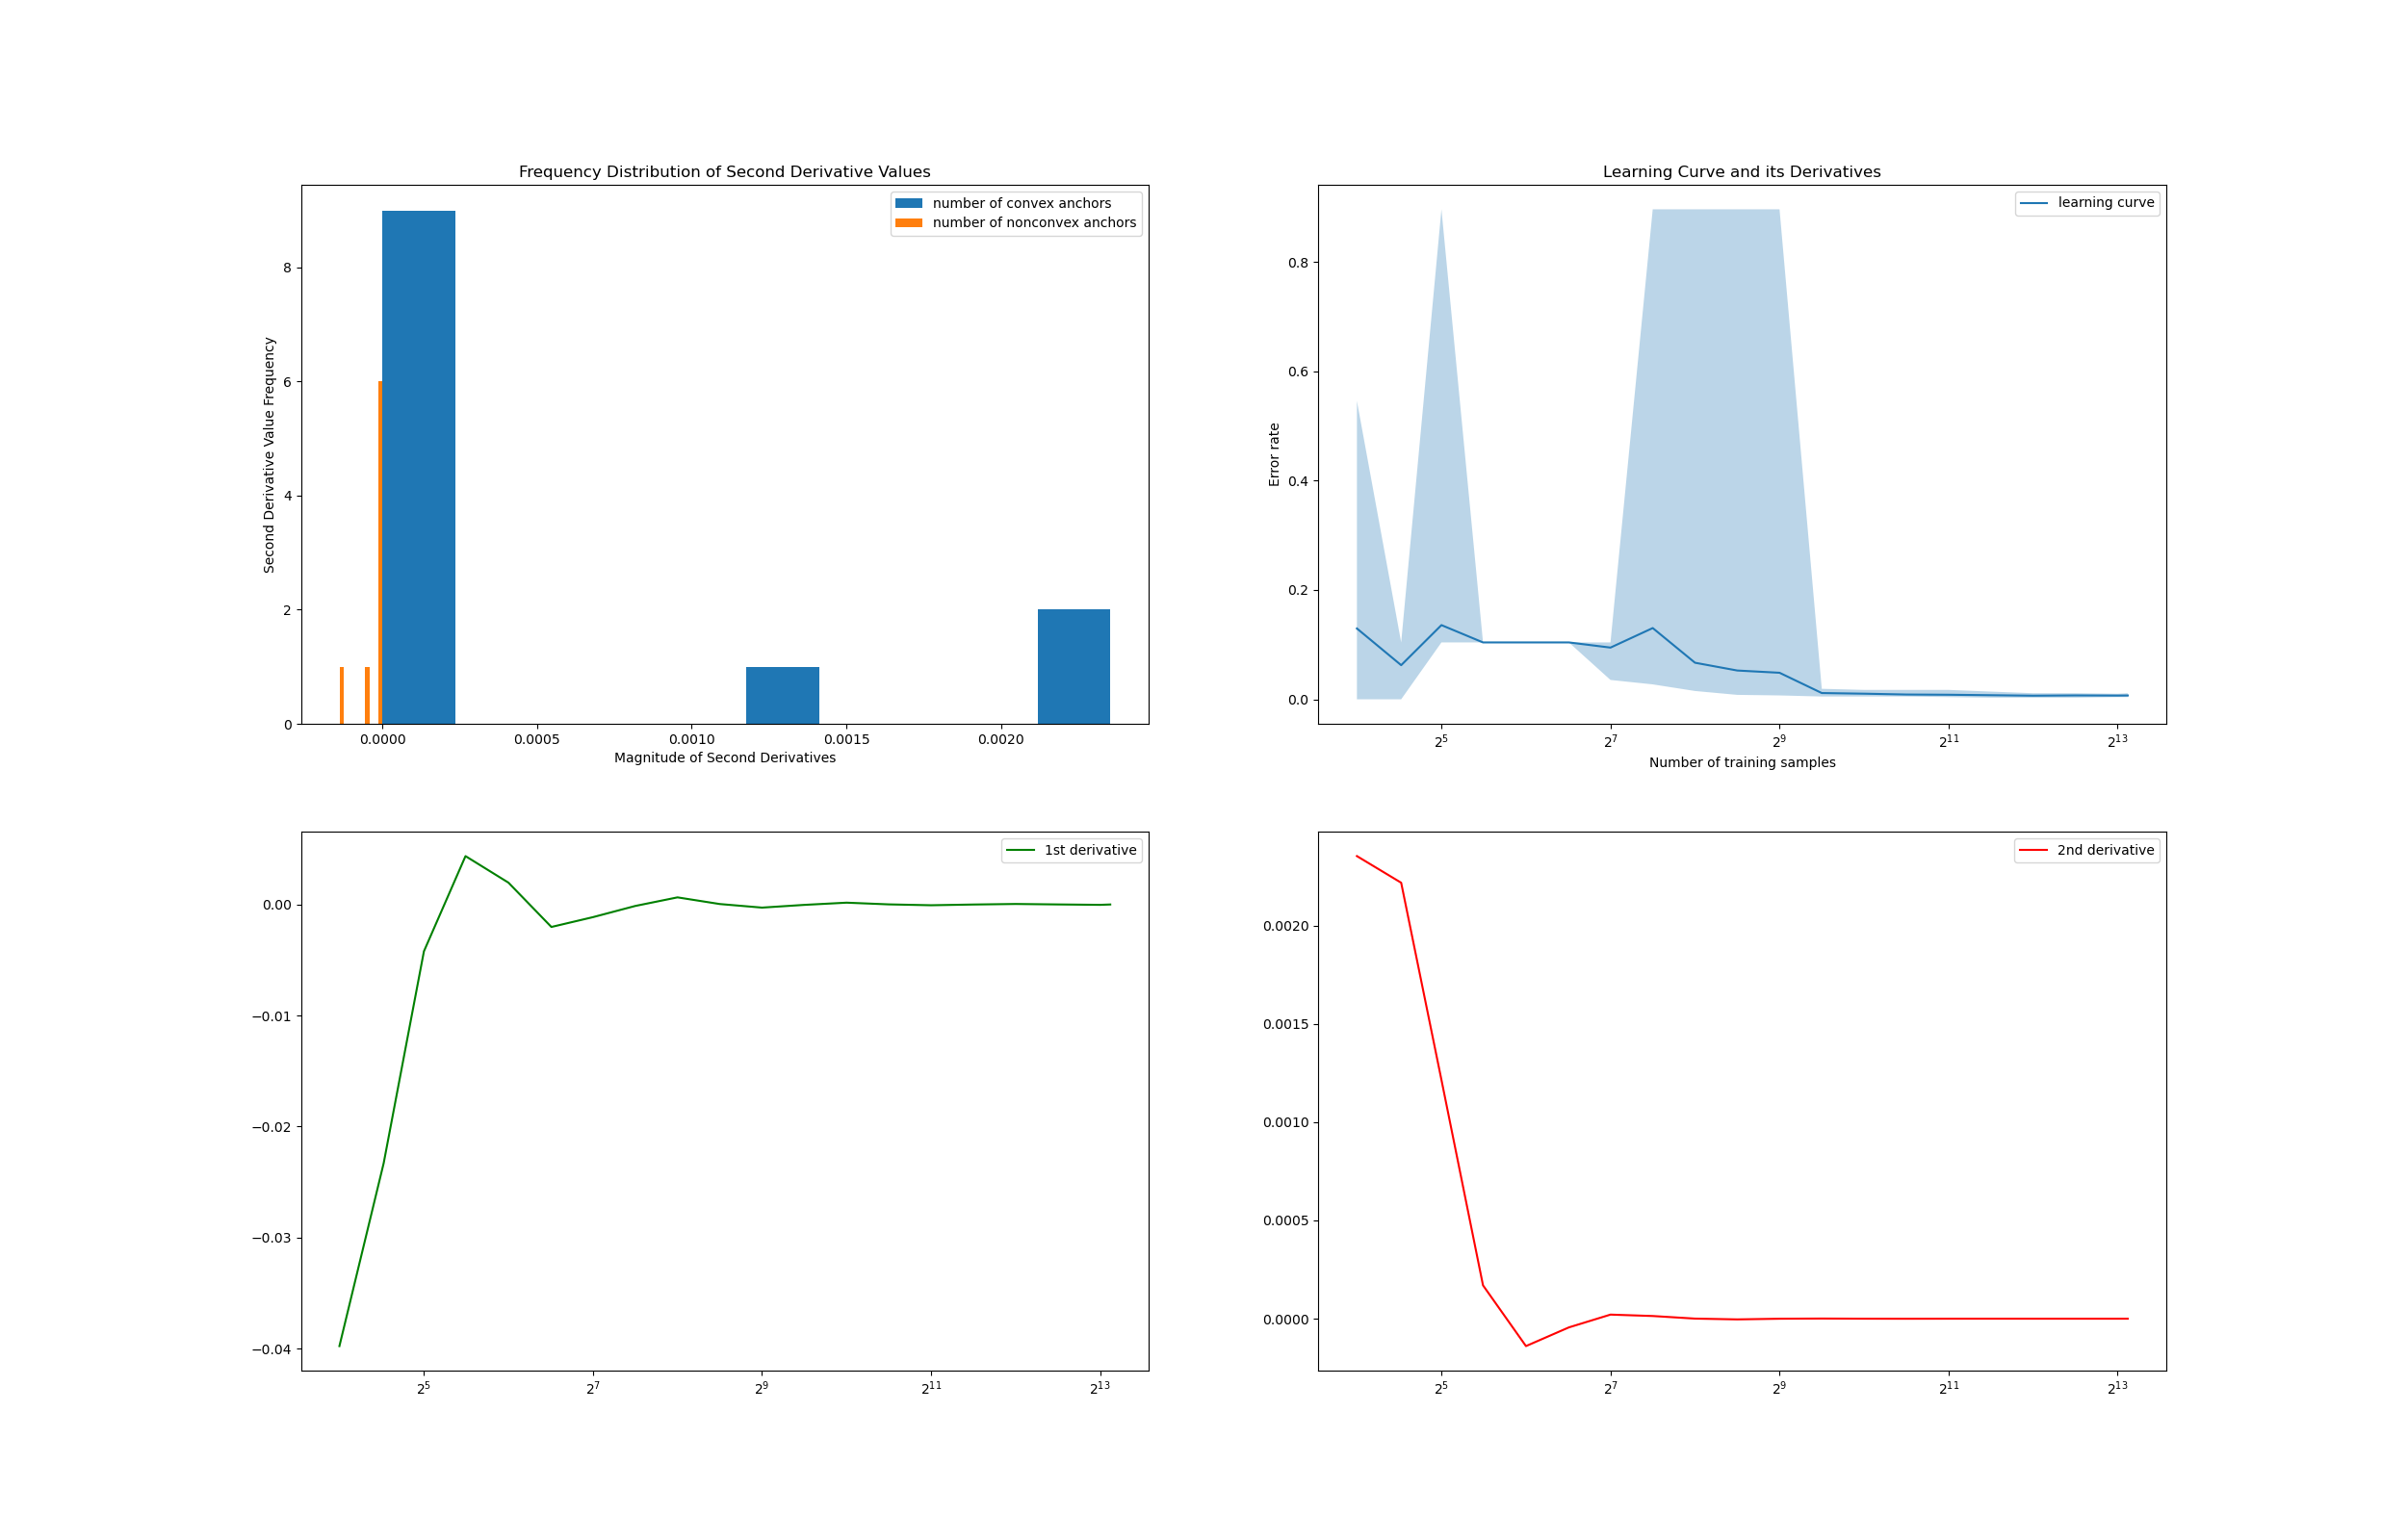 Frequency Distribution of Second Derivative Values
number of convex anchors
number of nonconvex anchors
Second Derivative Value Frequency
8
6
4
2
0
0.0000 0.0005 0.0010 0.0015 0.0020
Magnitude of Second Derivatives
Learning Curve and its Derivatives
learning curve
Error rate
0.8
0.6
0.4
0.2
0.0
2^5 2^7 2^9 2^11 2^13
Number of training samples
1st derivative
0.00
−0.01
−0.02
−0.03
−0.04
2^5 2^7 2^9 2^11 2^13
2nd derivative
0.0020
0.0015
0.0010
0.0005
0.0000
2^5 2^7 2^9 2^11 2^13